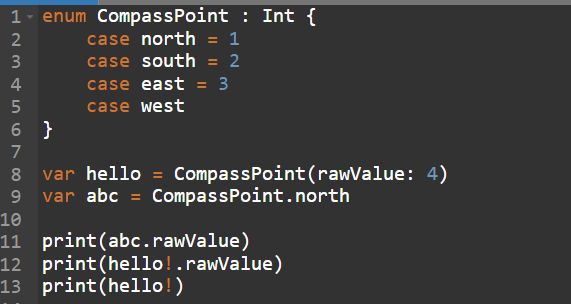 1 enum CompassPoint : Int {
2     case north = 1
3     case south = 2
4     case east = 3
5     case west
6 }
7
8 var hello = CompassPoint(rawValue: 4)
9 var abc = CompassPoint.north
10
11 print(abc.rawValue)
12 print(hello!.rawValue)
13 print(hello!)